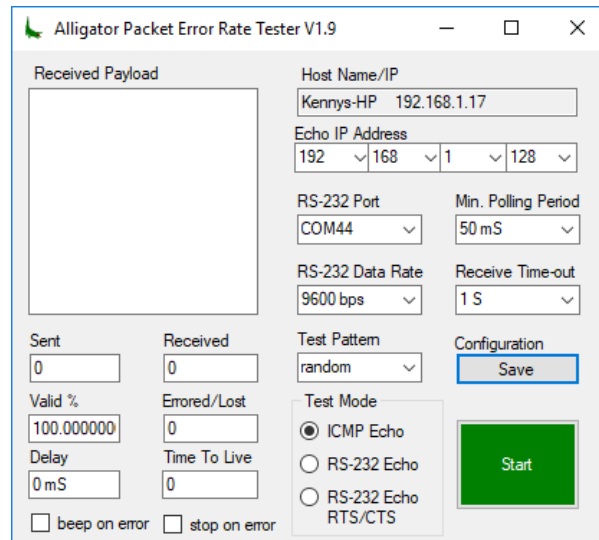 Alligator Packet Error Rate Tester V1.9
Received Payload
Host Name/IP
Kennys-HP 192.168.1.17
Echo IP Address
192 168 1 128
RS-232 Port Min. Polling Period
COM44 50 mS
RS-232 Data Rate Receive Time-out
9600 bps 1 S
Sent Received
0 0
Test Pattern Configuration
random Save
Valid % Errored/Lost
100.000000 0
Delay Time To Live
0 mS 0
beep on error stop on error
Test Mode
ICMP Echo
RS-232 Echo
RS-232 Echo
RTS/CTS
Start